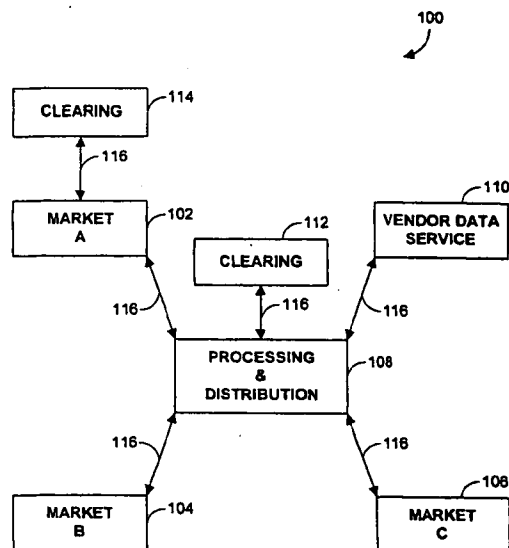 100
CLEARING
114
116
MARKET
A
102
110
VENDOR DATA
SERVICE
112
CLEARING
116
116
116
PROCESSING
&
DISTRIBUTION
108
116
116
MARKET
B
104
106
MARKET
C